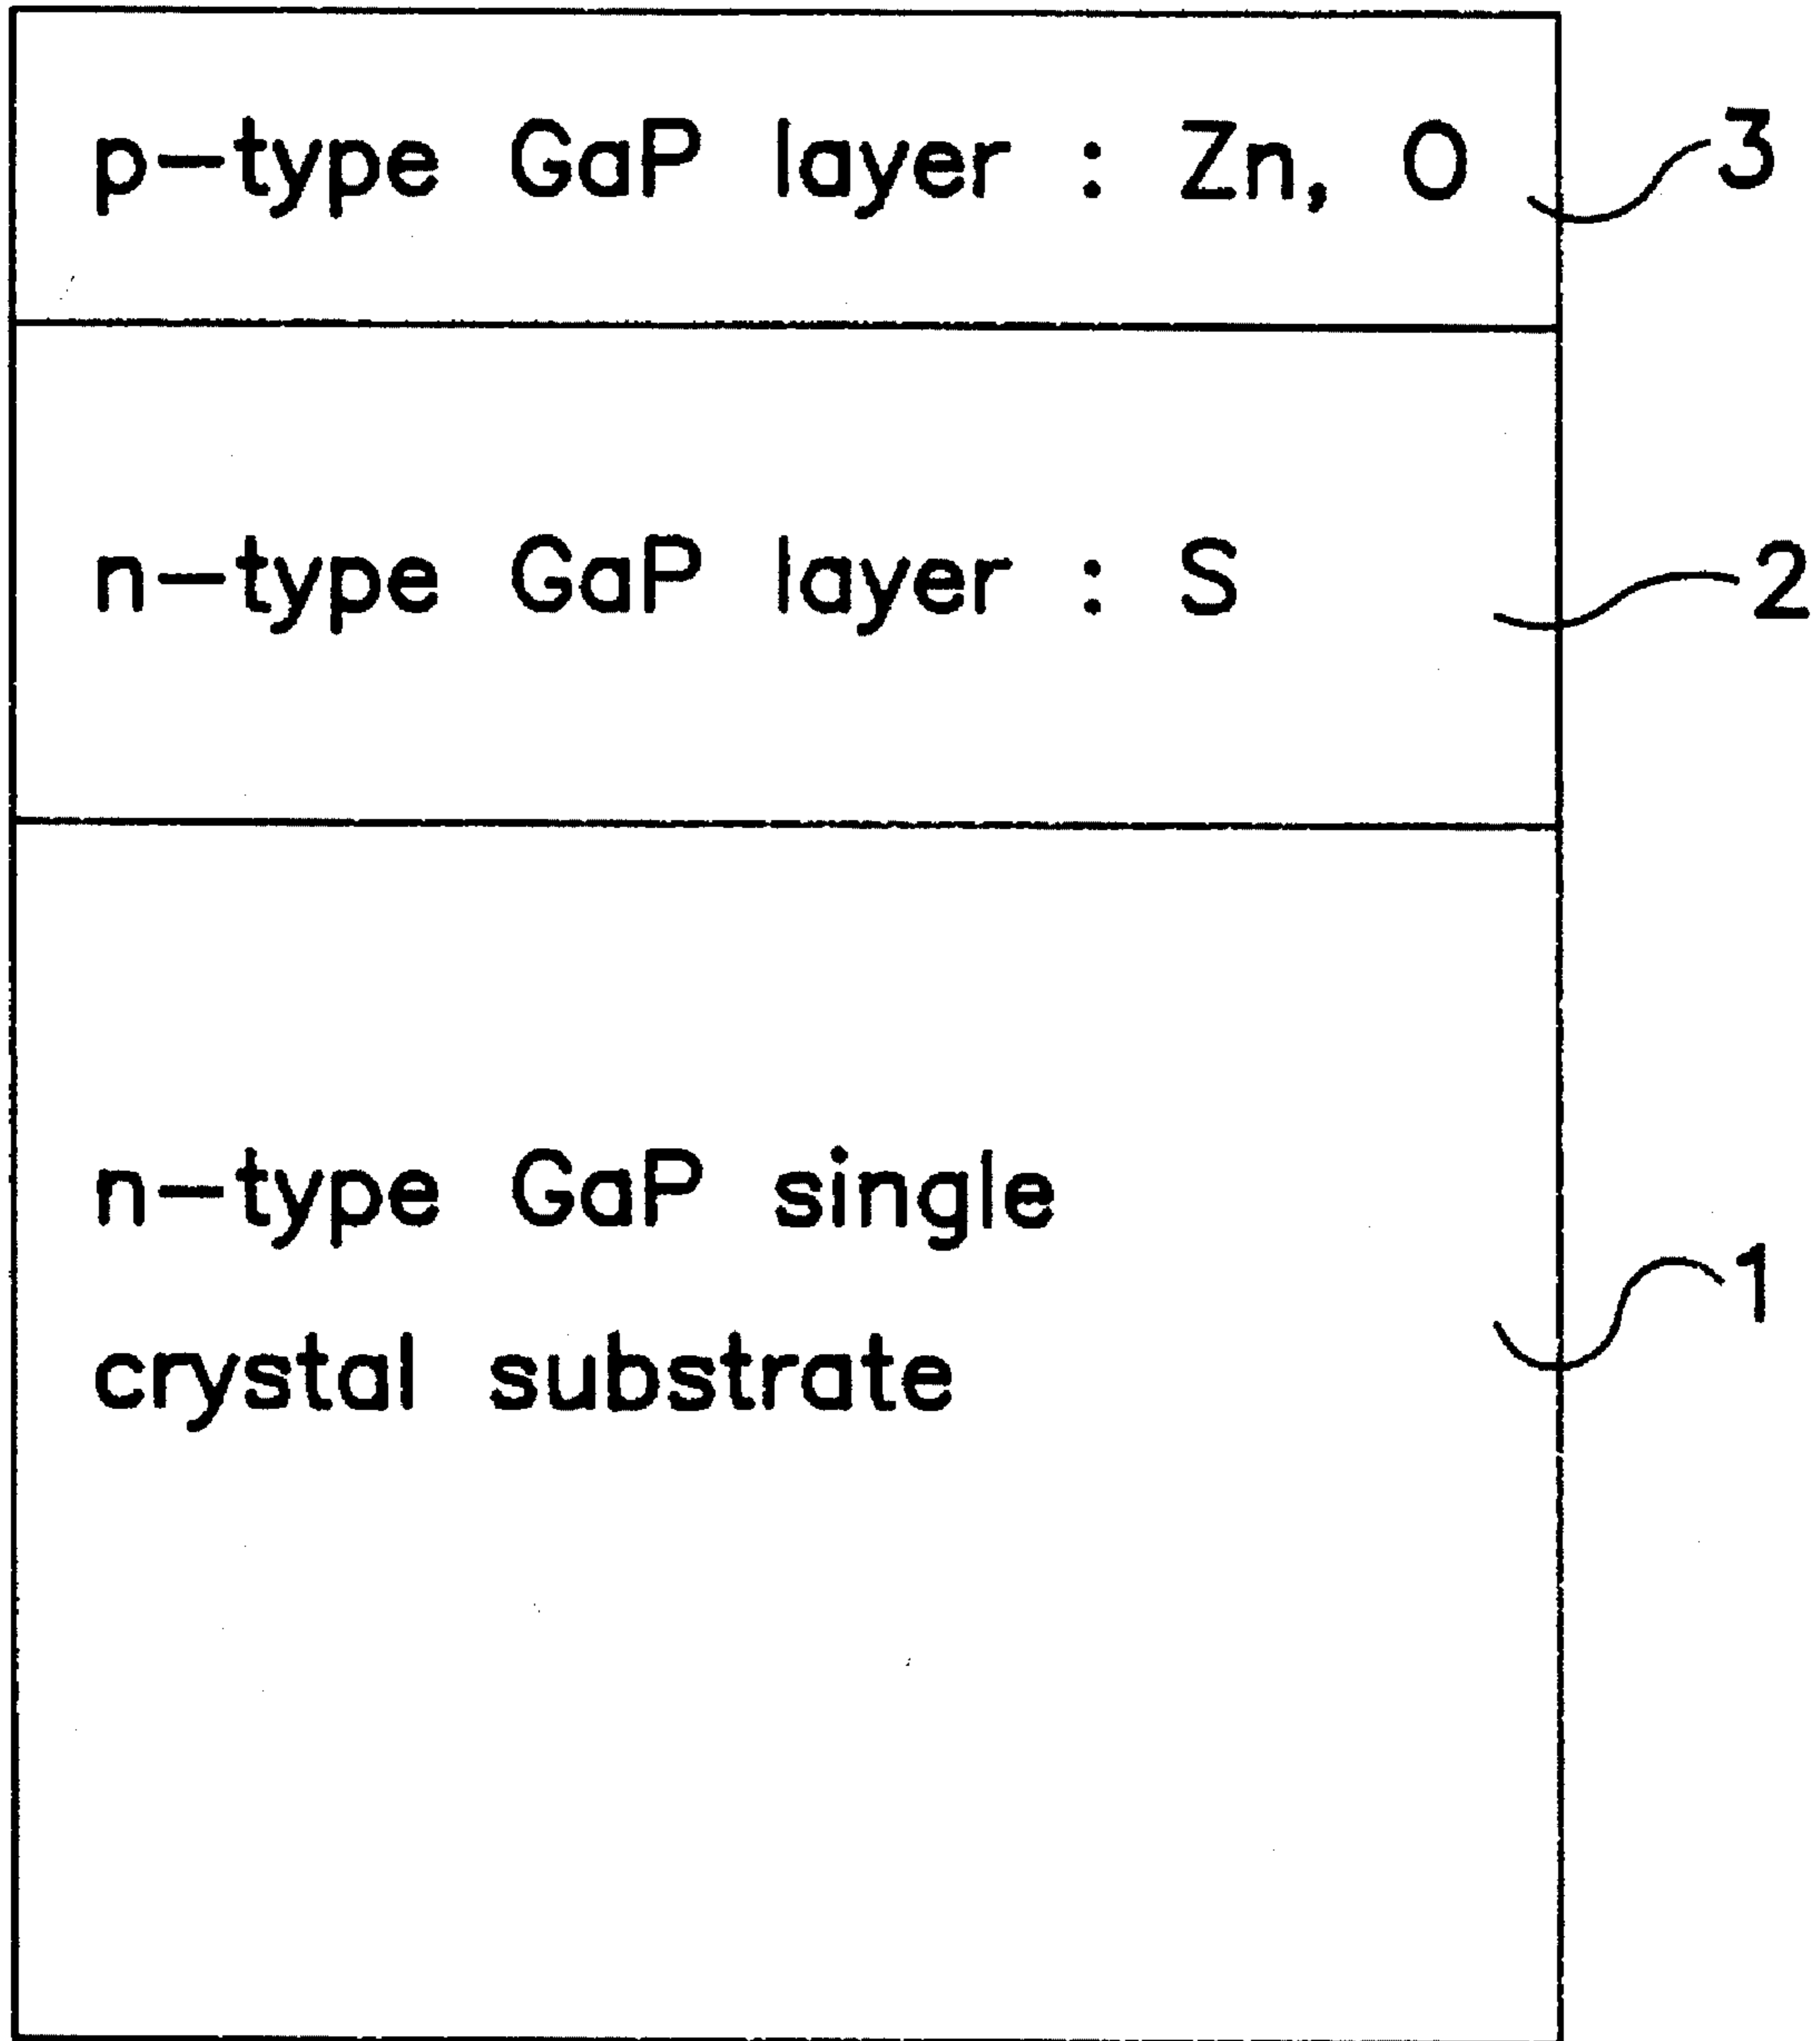 p-type GaP layer : Zn, O
3
n-type GaP layer : S
2
n-type GaP single
crystal substrate
1